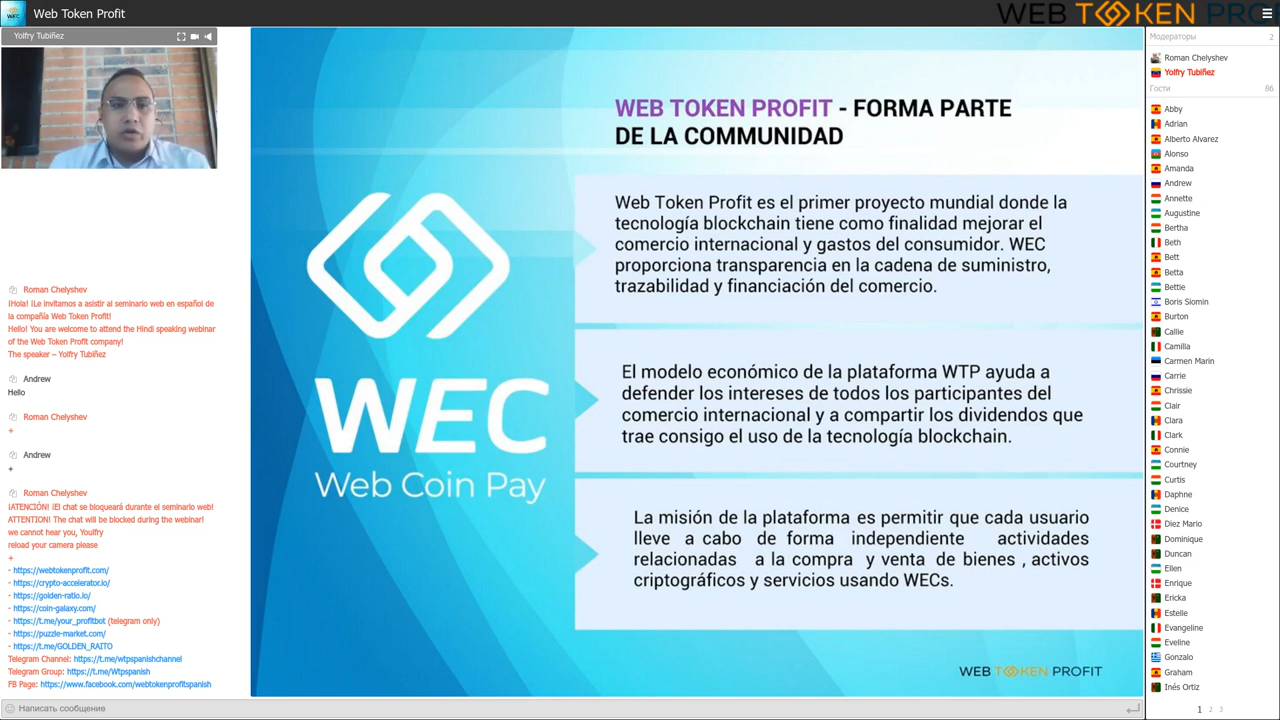 WEC
Web Token Profit
WEB TOKEN PRO
Yolfry Tubiñez
Roman Chelyshev
¡Hola! ¡Le invitamos a asistir al seminario web en español de
la compañía Web Token Profit!
Hello! You are welcome to attend the Hindi speaking webinar
of the Web Token Profit company!
The speaker – Yolfry Tubiñez
Andrew
Hello
Roman Chelyshev
+
Andrew
+
Roman Chelyshev
¡ATENCIÓN! ¡El chat se bloqueará durante el seminario web!
ATTENTION! The chat will be blocked during the webinar!
we cannot hear you, Youlfry
reload your camera please
+
- https://webtokenprofit.com/
- https://crypto-accelerator.io/
- https://golden-ratio.io/
- https://coin-galaxy.com/
- https://t.me/your_profitbot (telegram only)
- https://puzzle-market.com/
- https://t.me/GOLDEN_RAITO
Telegram Channel: https://t.me/wtpspanishchannel
Telegram Group: https://t.me/Wtpspanish
FB Page: https://www.facebook.com/webtokenprofitspanish
Написать сообщение
WEC
Web Coin Pay
WEB TOKEN PROFIT - FORMA PARTE
DE LA COMMUNIDAD
Web Token Profit es el primer proyecto mundial donde la
tecnología blockchain tiene como finalidad mejorar el
comercio internacional y gastos del consumidor. WEC
proporciona transparencia en la cadena de suministro,
trazabilidad y financiación del comercio.
El modelo económico de la plataforma WTP ayuda a
defender los intereses de todos los participantes del
comercio internacional y a compartir los dividendos que
trae consigo el uso de la tecnología blockchain.
La misión de la plataforma es permitir que cada usuario
lleve a cabo de forma independiente actividades
relacionadas a la compra y venta de bienes , activos
criptográficos y servicios usando WECs.
WEB TOKEN PROFIT
Модераторы 2
Roman Chelyshev
Yolfry Tubiñez
Гости 86
Abby
Adrian
Alberto Alvarez
Alonso
Amanda
Andrew
Annette
Augustine
Bertha
Beth
Bett
Betta
Bettie
Boris Slomin
Burton
Callie
Camilla
Carmen Marin
Carrie
Chrissie
Clair
Clara
Clark
Connie
Courtney
Curtis
Daphne
Denice
Diez Mario
Dominique
Duncan
Ellen
Enrique
Ericka
Estelle
Evangeline
Eveline
Gonzalo
Graham
Inés Ortiz
1 2 3